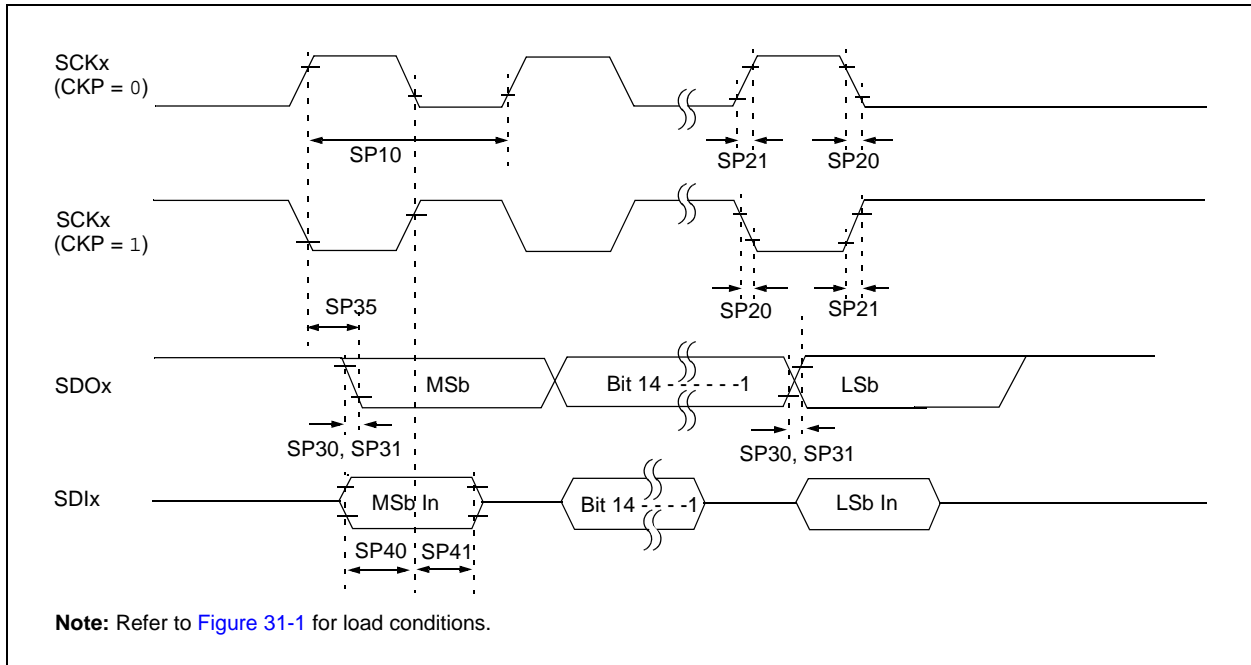 SCKx
(CKP = 0)
SP10
SP21
SP20
SCKx
(CKP = 1)
SP35
SP20
SP21
SDOx
MSb
Bit 14 - - - - - -1
LSb
SP30, SP31
SP30, SP31
SDIx
MSb In
Bit 14 - - - -1
LSb In
SP40
SP41
Note: Refer to Figure 31-1 for load conditions.